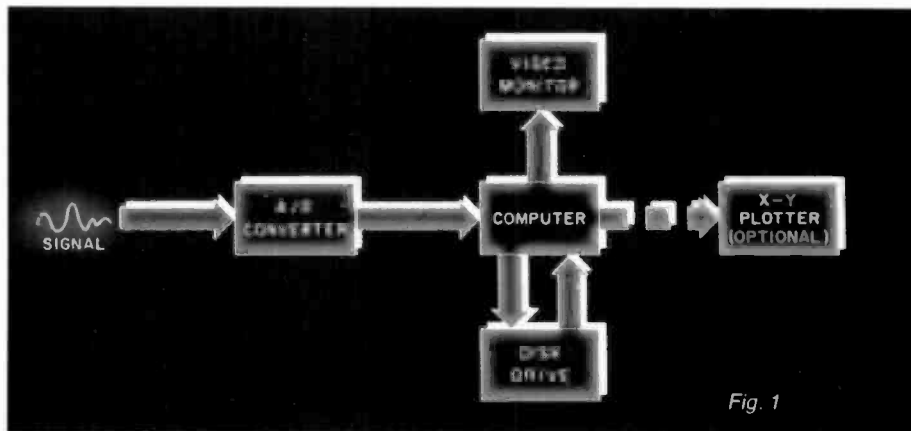 VIDEO
MONITOR
SIGNAL
A/D
CONVERTER
COMPUTER
X-Y
PLOTTER
(OPTIONAL)
DISK
DRIVE
Fig. 1